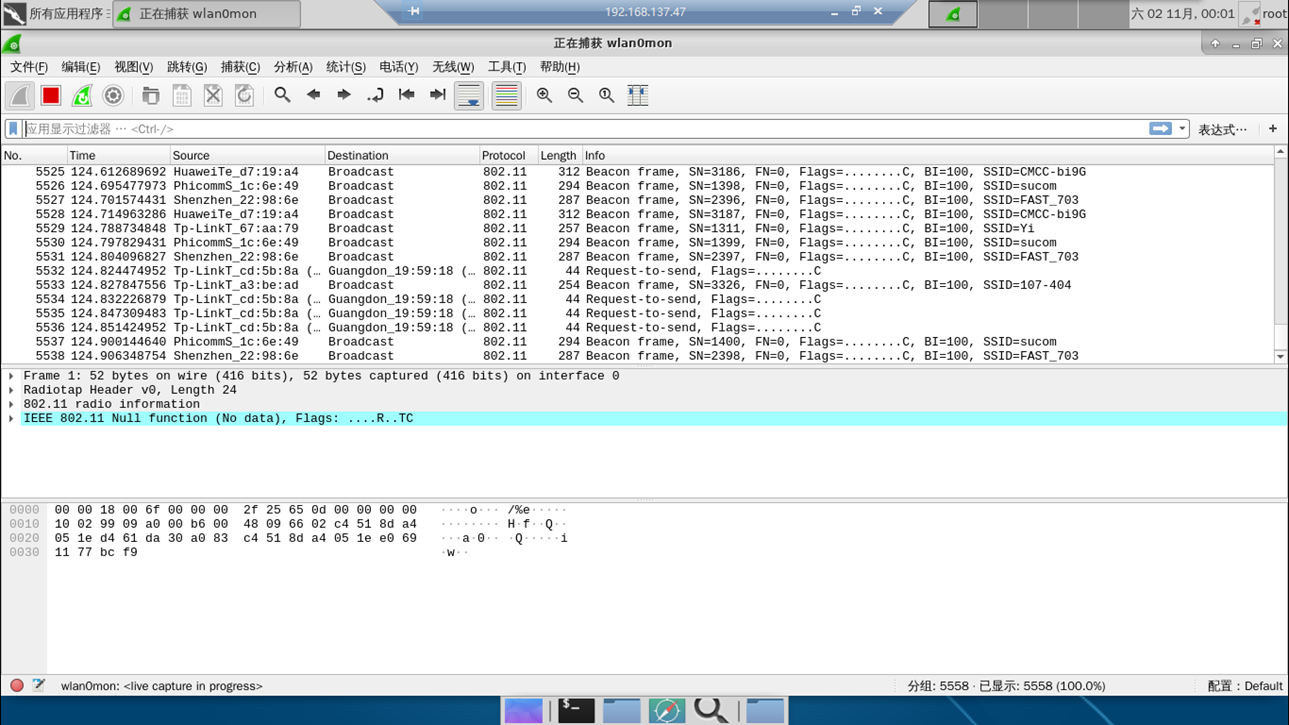 所有应用程序 正在捕获 wlan0mon 192.168.137.47 六 02 11月, 00:01 root
正在捕获 wlan0mon
文件(F) 编辑(E) 视图(V) 跳转(G) 捕获(C) 分析(A) 统计(S) 电话(Y) 无线(W) 工具(T) 帮助(H)
应用显示过滤器 … <Ctrl-/> 表达式… +
No. Time Source Destination Protocol Length Info
5525 124.612689692 HuaweiTe_d7:19:a4 Broadcast 802.11 312 Beacon frame, SN=3186, FN=0, Flags=........C, BI=100, SSID=CMCC-bi9G
5526 124.695477973 PhicommS_1c:6e:49 Broadcast 802.11 294 Beacon frame, SN=1398, FN=0, Flags=........C, BI=100, SSID=sucom
5527 124.701574431 Shenzhen_22:98:6e Broadcast 802.11 287 Beacon frame, SN=2396, FN=0, Flags=........C, BI=100, SSID=FAST_703
5528 124.714963286 HuaweiTe_d7:19:a4 Broadcast 802.11 312 Beacon frame, SN=3187, FN=0, Flags=........C, BI=100, SSID=CMCC-bi9G
5529 124.788734848 Tp-LinkT_67:aa:79 Broadcast 802.11 257 Beacon frame, SN=1311, FN=0, Flags=........C, BI=100, SSID=Yi
5530 124.797829431 PhicommS_1c:6e:49 Broadcast 802.11 294 Beacon frame, SN=1399, FN=0, Flags=........C, BI=100, SSID=sucom
5531 124.804096827 Shenzhen_22:98:6e Broadcast 802.11 287 Beacon frame, SN=2397, FN=0, Flags=........C, BI=100, SSID=FAST_703
5532 124.824474952 Tp-LinkT_cd:5b:8a (… Guangdon_19:59:18 (… 802.11 44 Request-to-send, Flags=........C
5533 124.827847556 Tp-LinkT_a3:be:ad Broadcast 802.11 254 Beacon frame, SN=3326, FN=0, Flags=........C, BI=100, SSID=107-404
5534 124.832226879 Tp-LinkT_cd:5b:8a (… Guangdon_19:59:18 (… 802.11 44 Request-to-send, Flags=........C
5535 124.847309483 Tp-LinkT_cd:5b:8a (… Guangdon_19:59:18 (… 802.11 44 Request-to-send, Flags=........C
5536 124.851424952 Tp-LinkT_cd:5b:8a (… Guangdon_19:59:18 (… 802.11 44 Request-to-send, Flags=........C
5537 124.900144640 PhicommS_1c:6e:49 Broadcast 802.11 294 Beacon frame, SN=1400, FN=0, Flags=........C, BI=100, SSID=sucom
5538 124.906348754 Shenzhen_22:98:6e Broadcast 802.11 287 Beacon frame, SN=2398, FN=0, Flags=........C, BI=100, SSID=FAST_703
Frame 1: 52 bytes on wire (416 bits), 52 bytes captured (416 bits) on interface 0
Radiotap Header v0, Length 24
802.11 radio information
IEEE 802.11 Null function (No data), Flags: ....R..TC
0000 00 00 18 00 6f 00 00 00 2f 25 65 0d 00 00 00 00 ····o··· /%e·····
0010 10 02 99 09 a0 00 b6 00 48 09 66 02 c4 51 8d a4 ········ H·f··Q··
0020 05 1e d4 61 da 30 a0 83 c4 51 8d a4 05 1e e0 69 ···a·0·· ·Q·····i
0030 11 77 bc f9 ·w··
wlan0mon: <live capture in progress> 分组: 5558 · 已显示: 5558 (100.0%) 配置：Default